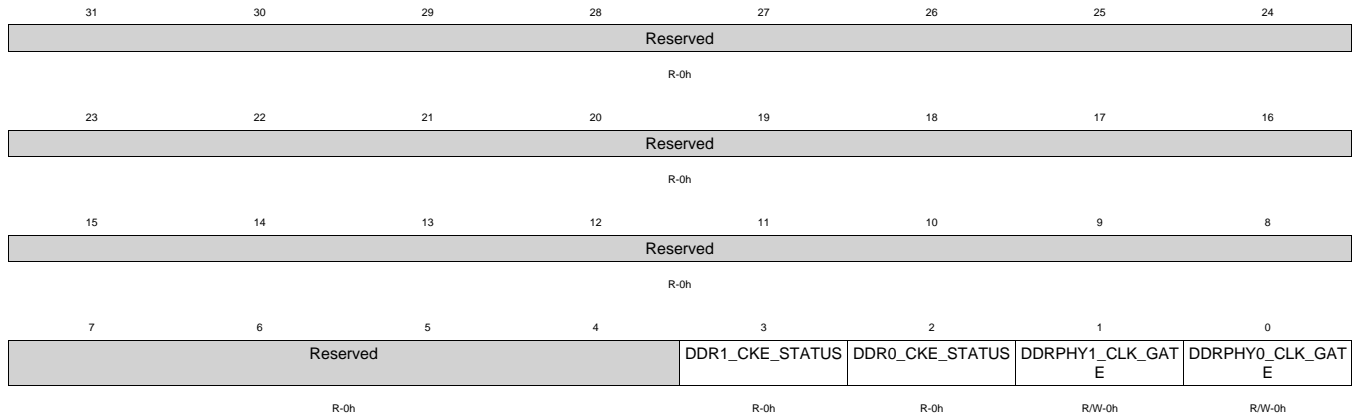 31 30 29 28 27 26 25 24
Reserved
R-0h
23 22 21 20 19 18 17 16
Reserved
R-0h
15 14 13 12 11 10 9 8
Reserved
R-0h
7 6 5 4 3 2 1 0
Reserved DDR1_CKE_STATUS DDR0_CKE_STATUS DDRPHY1_CLK_GAT DDRPHY0_CLK_GAT
E E
R-0h R-0h R-0h R/W-0h R/W-0h